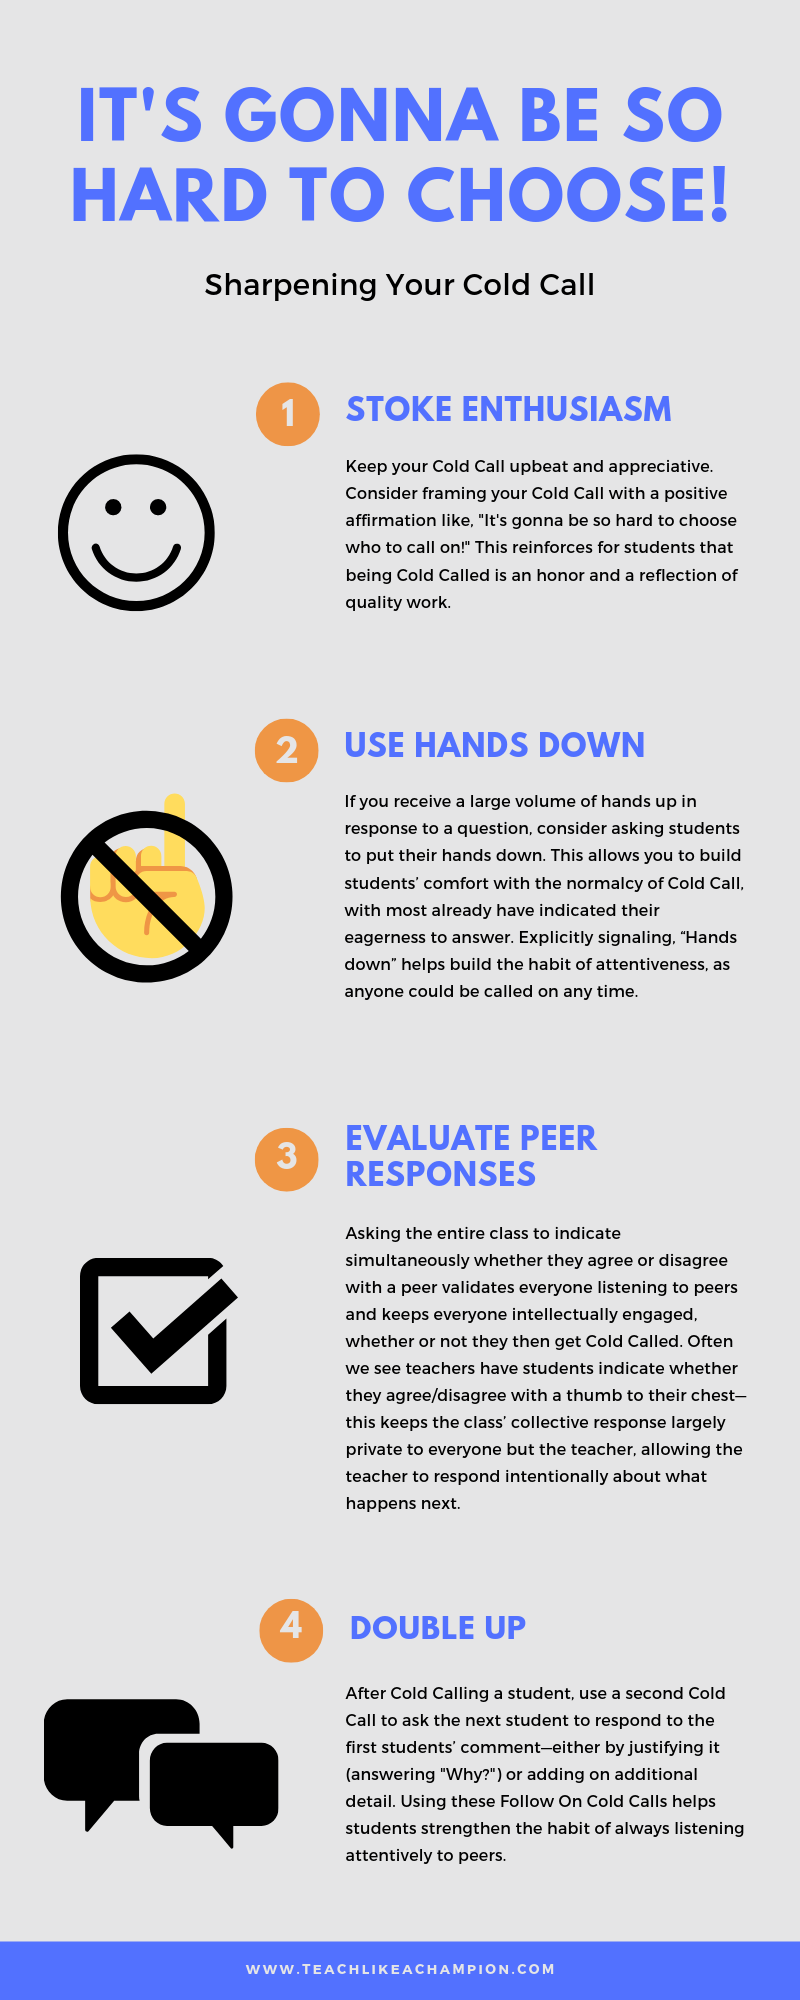 IT'S GONNA BE SO
HARD TO CHOOSE!
Sharpening Your Cold Call
1
STOKE ENTHUSIASM
Keep your Cold Call upbeat and appreciative.
Consider framing your Cold Call with a positive
affirmation like, "It's gonna be so hard to choose
who to call on!" This reinforces for students that
being Cold Called is an honor and a reflection of
quality work.
2
USE HANDS DOWN
If you receive a large volume of hands up in
response to a question, consider asking students
to put their hands down. This allows you to build
students’ comfort with the normalcy of Cold Call,
with most already have indicated their
eagerness to answer. Explicitly signaling, “Hands
down” helps build the habit of attentiveness, as
anyone could be called on any time.
3
EVALUATE PEER
RESPONSES
Asking the entire class to indicate
simultaneously whether they agree or disagree
with a peer validates everyone listening to peers
and keeps everyone intellectually engaged,
whether or not they then get Cold Called. Often
we see teachers have students indicate whether
they agree/disagree with a thumb to their chest—
this keeps the class’ collective response largely
private to everyone but the teacher, allowing the
teacher to respond intentionally about what
happens next.
4
DOUBLE UP
After Cold Calling a student, use a second Cold
Call to ask the next student to respond to the
first students’ comment—either by justifying it
(answering "Why?") or adding on additional
detail. Using these Follow On Cold Calls helps
students strengthen the habit of always listening
attentively to peers.
WWW.TEACHLIKEACHAMPION.COM